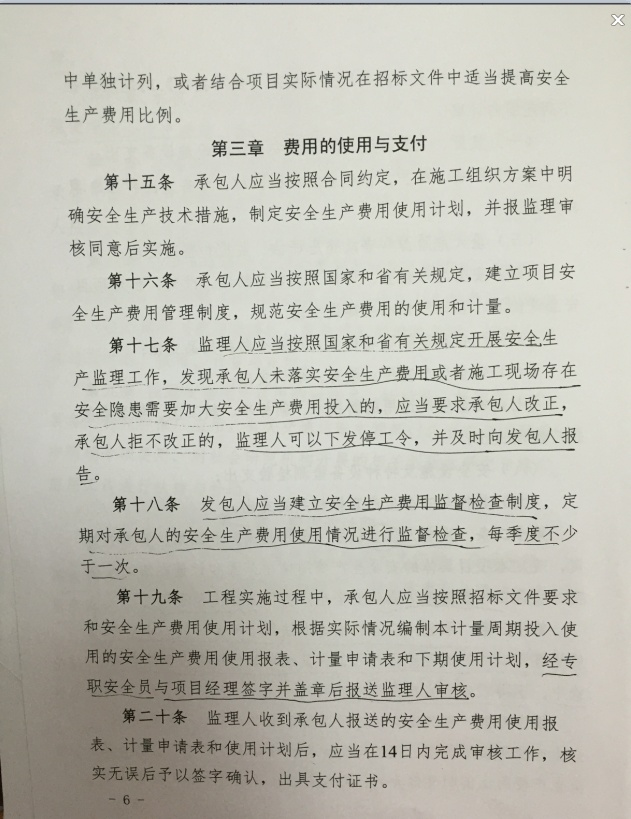 中单独计列，或者结合项目实际情况在招标文件中适当提高安全
生产费用比例。
第三章 费用的使用与支付
第十五条 承包人应当按照合同约定，在施工组织方案中明
确安全生产技术措施，制定安全生产费用使用计划，并报监理审
核同意后实施。
第十六条 承包人应当按照国家和省有关规定，建立项目安
全生产费用管理制度，规范安全生产费用的使用和计量。
第十七条 监理人应当按照国家和省有关规定开展安全生
产监理工作，发现承包人未落实安全生产费用或者施工现场存在
安全隐患需要加大安全生产费用投入的，应当要求承包人改正，
承包人拒不改正的，监理人可以下发停工令，并及时向发包人报
告。
第十八条 发包人应当建立安全生产费用监督检查制度，定
期对承包人的安全生产费用使用情况进行监督检查，每季度不少
于一次。
第十九条 工程实施过程中，承包人应当按照招标文件要求
和安全生产费用使用计划，根据实际情况编制本计量周期投入使
用的安全生产费用使用报表、计量申请表和下期使用计划，经专
职安全员与项目经理签字并盖章后报送监理人审核。
第二十条 监理人收到承包人报送的安全生产费用使用报
表、计量申请表和使用计划后，应当在14日内完成审核工作，核
实无误后予以签字确认，出具支付证书。
- 6 -